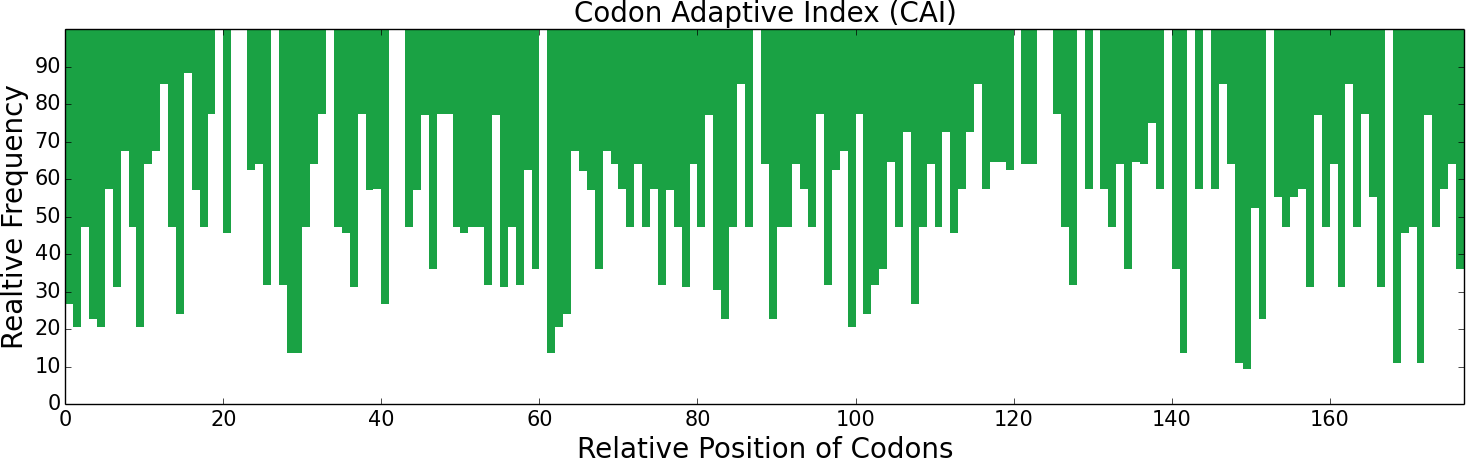 Codon Adaptive Index (CAI)
Realtive Frequency
90
80
70
60
50
40
30
20
10
0
0 20 40 60 80 100 120 140 160
Relative Position of Codons